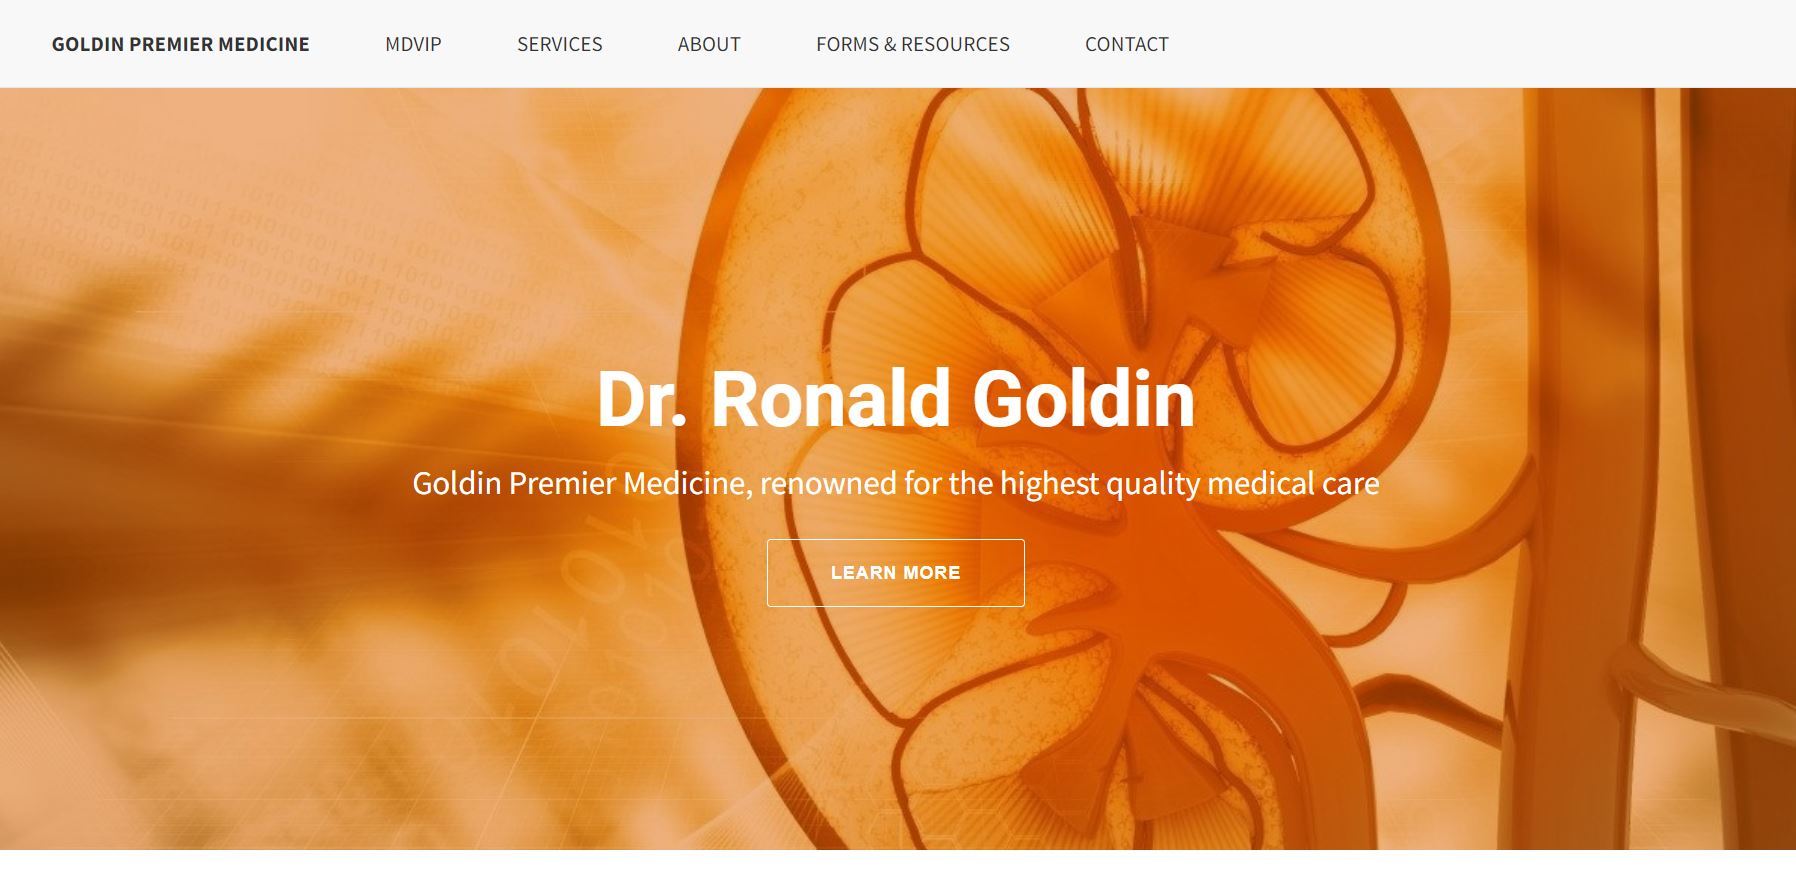 GOLDIN PREMIER MEDICINE MDVIP SERVICES ABOUT FORMS & RESOURCES CONTACT
Dr. Ronald Goldin
Goldin Premier Medicine, renowned for the highest quality medical care
LEARN MORE